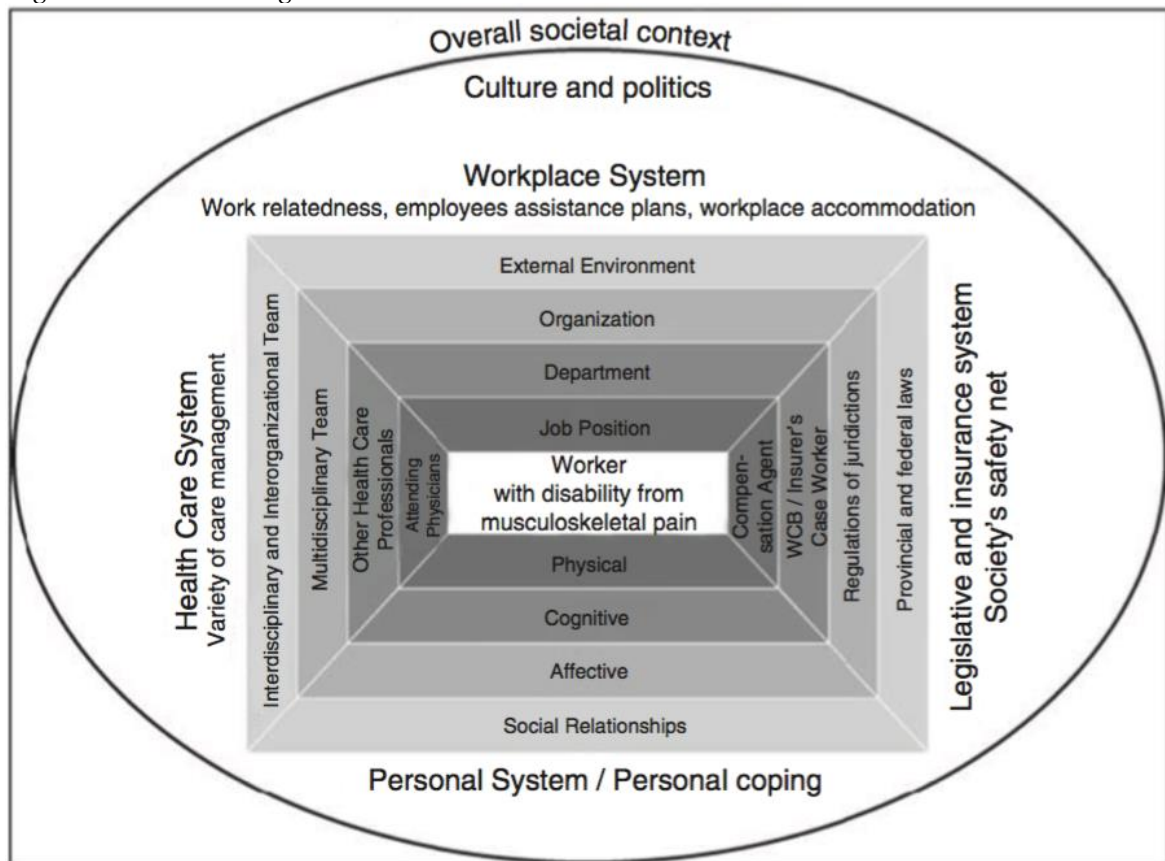 Overall societal context
Culture and politics
Workplace System
Work relatedness, employees assistance plans, workplace accommodation
External Environment
Organization
Department
Job Position
Health Care System
Variety of care management
Interdisciplinary and Interorganizational Team
Multidisciplinary Team
Other Health Care
Professionals
Attending
Physicians
Worker
with disability from
musculoskeletal pain
Compen-
sation Agent
WCB / Insurer's
Case Worker
Regulations of juridictions
Provincial and federal laws
Legislative and insurance system
Society's safety net
Physical
Cognitive
Affective
Social Relationships
Personal System / Personal coping